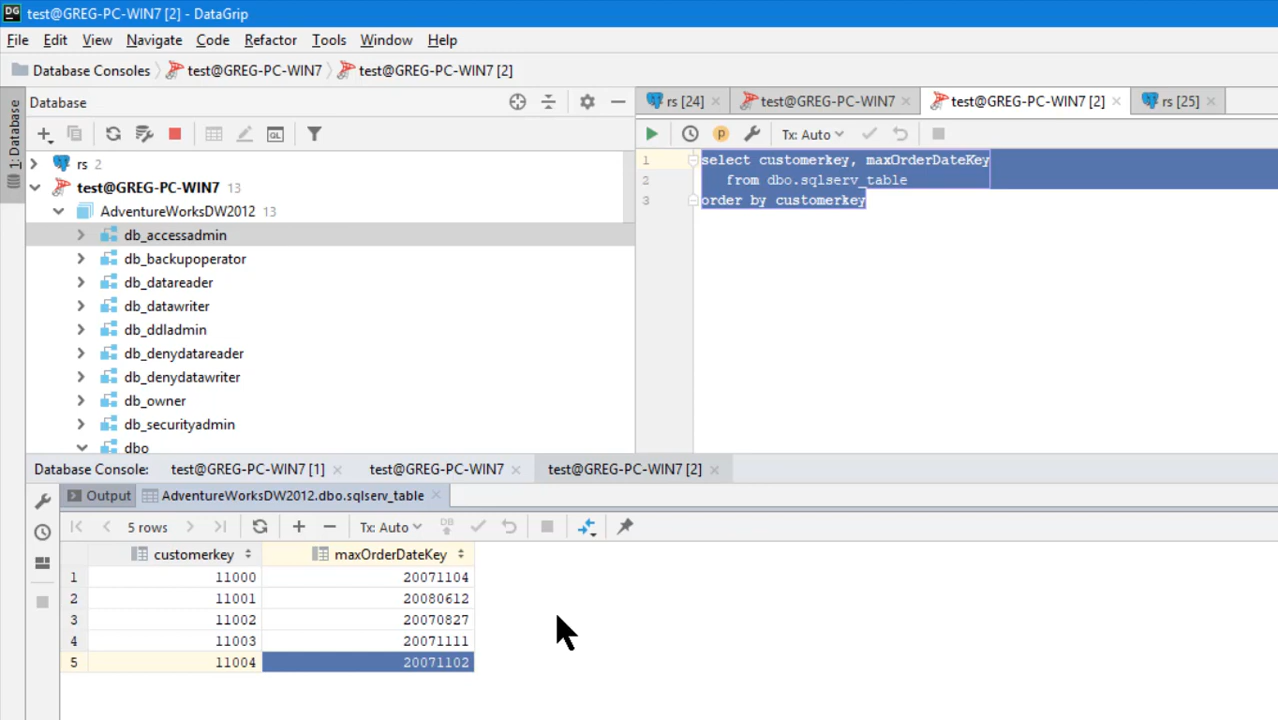 DG test@GREG-PC-WIN7 [2] - DataGrip
File Edit View Navigate Code Refactor Tools Window Help
Database Consoles test@GREG-PC-WIN7 test@GREG-PC-WIN7 [2]
1: Database
Database
rs 2
test@GREG-PC-WIN7 13
AdventureWorksDW2012 13
db_accessadmin
db_backupoperator
db_datareader
db_datawriter
db_ddladmin
db_denydatareader
db_denydatawriter
db_owner
db_securityadmin
dbo
rs [24] test@GREG-PC-WIN7 test@GREG-PC-WIN7 [2] rs [25]
p Tx: Auto
1 select customerkey, maxOrderDateKey
2 from dbo.sqlserv_table
3 order by customerkey
Database Console: test@GREG-PC-WIN7 [1] test@GREG-PC-WIN7 test@GREG-PC-WIN7 [2]
Output AdventureWorksDW2012.dbo.sqlserv_table
5 rows Tx: Auto DB
customerkey maxOrderDateKey
1 11000 20071104
2 11001 20080612
3 11002 20070827
4 11003 20071111
5 11004 20071102